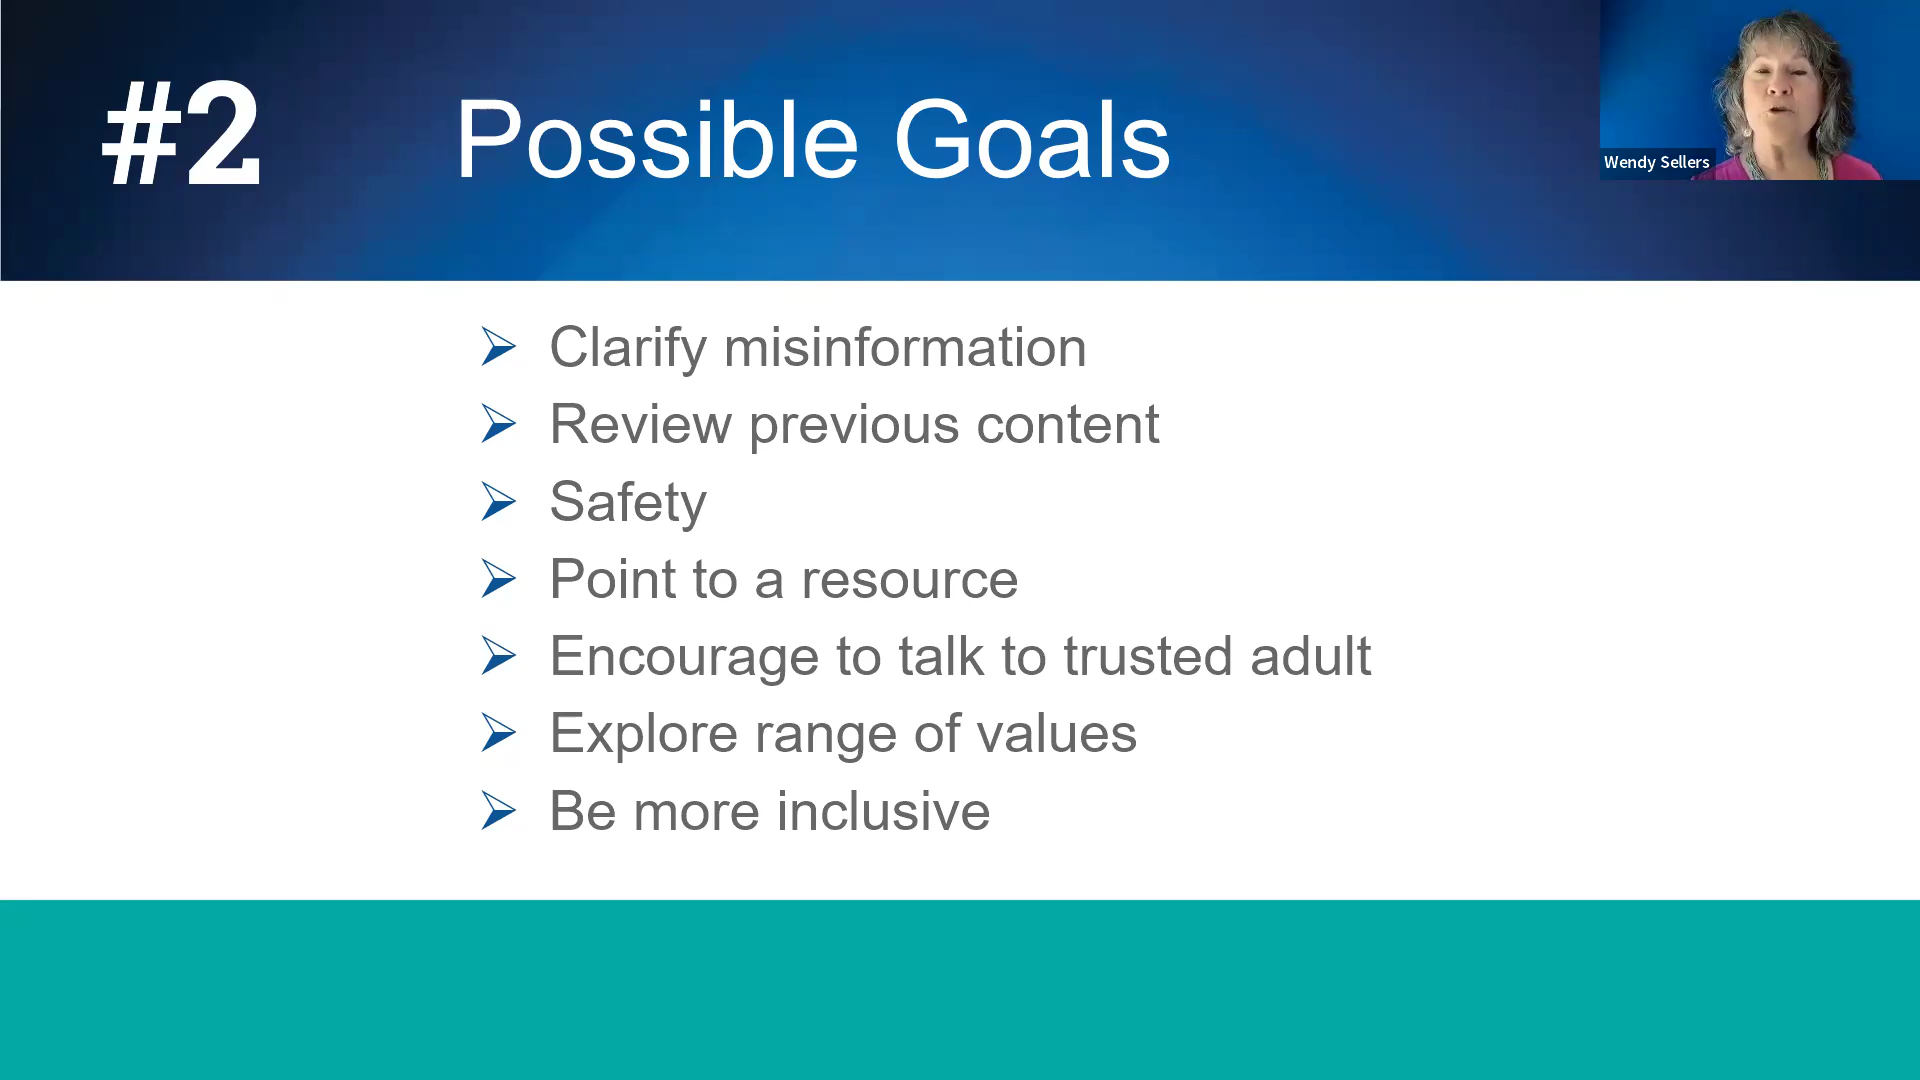 #2
Possible Goals
Wendy Sellers
Clarify misinformation
Review previous content
Safety
Point to a resource
Encourage to talk to trusted adult
Explore range of values
Be more inclusive